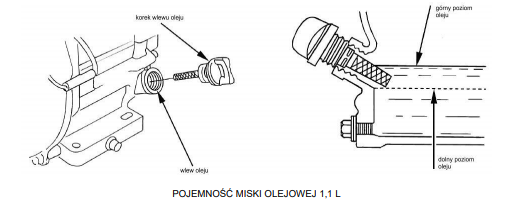 korek wlewu oleju
wlew oleju
górny poziom
oleju
dolny poziom
oleju
POJEMNOŚĆ MISKI OLEJOWEJ 1,1 L